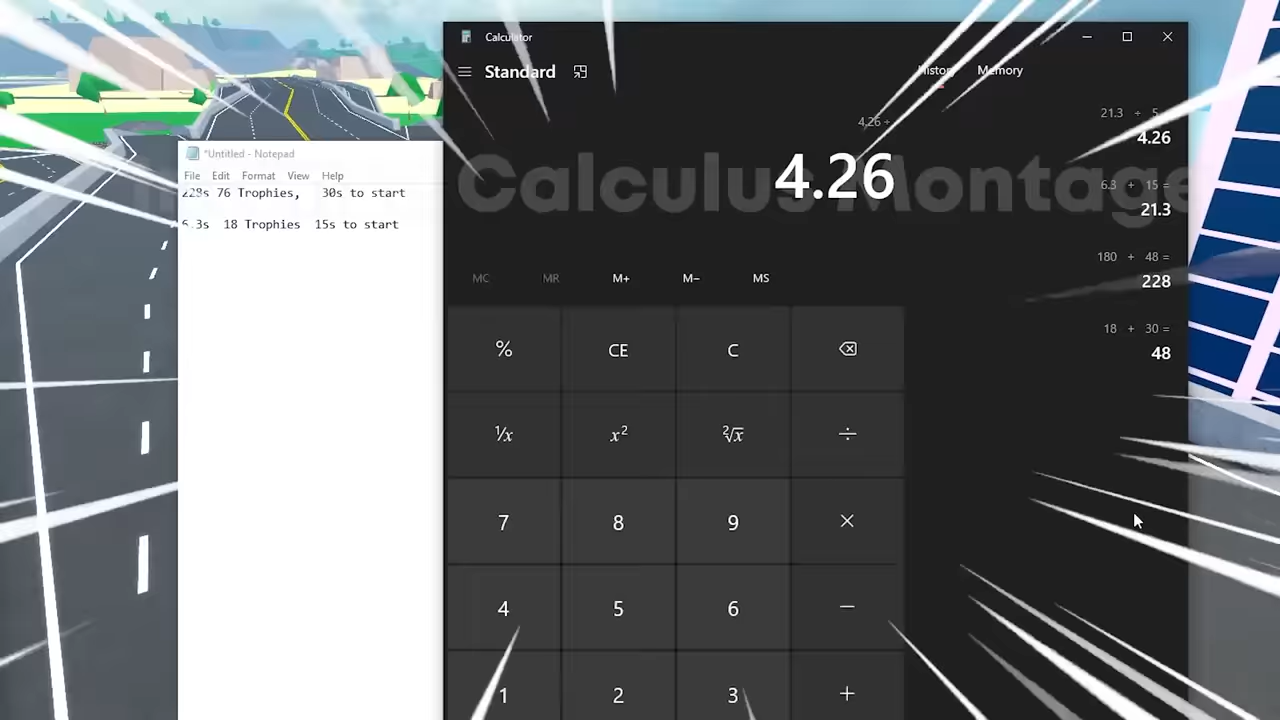 Calculator
Standard
History Memory
21.3 ÷ 5
4.26
6.3 + 15 =
21.3
180 + 48 =
228
18 + 30 =
48
4.26 ÷
4.26
Calculus Montage
*Untitled - Notepad
File Edit Format View Help
228s 76 Trophies, 30s to start
6.3s 18 Trophies 15s to start
MC MR M+ M− MS
% CE C
⅟x x² ²√x ÷
7 8 9 ×
4 5 6 −
1 2 3 +